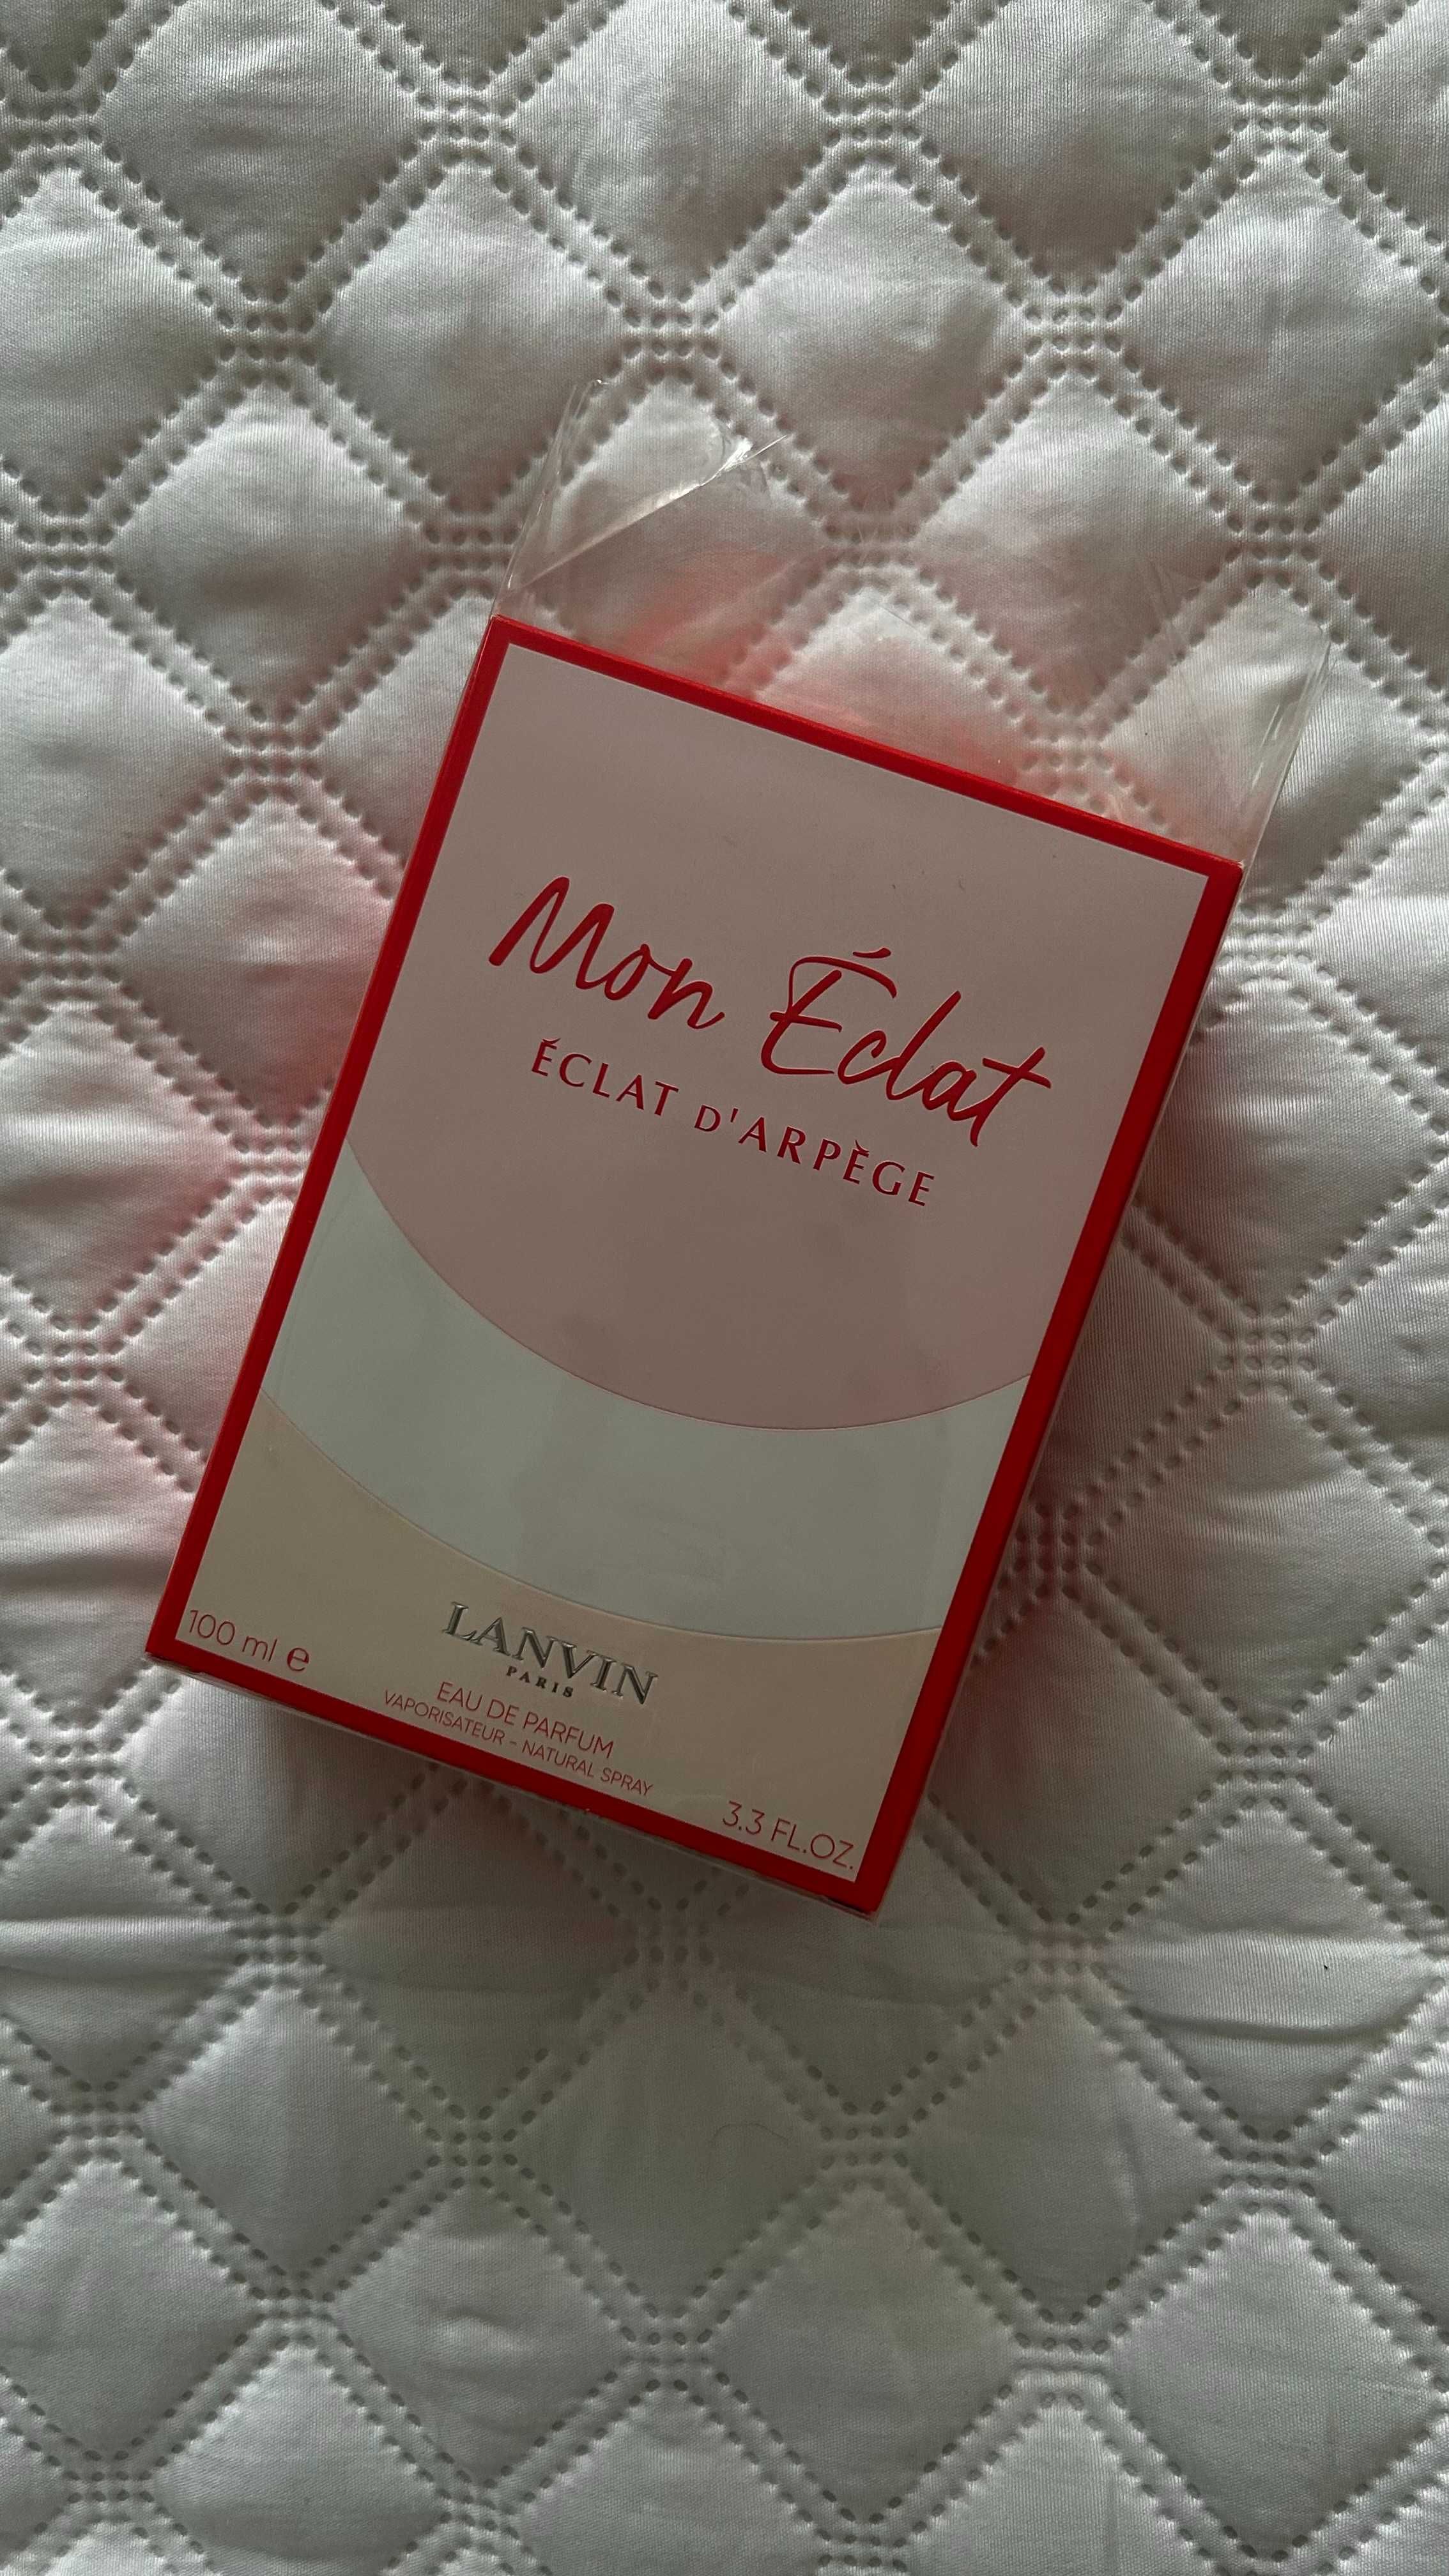 Mon Éclat
ÉCLAT D'ARPÈGE
LANVIN
PARIS
100 ml e
EAU DE PARFUM
VAPORISATEUR - NATURAL SPRAY
3.3 FL.OZ.